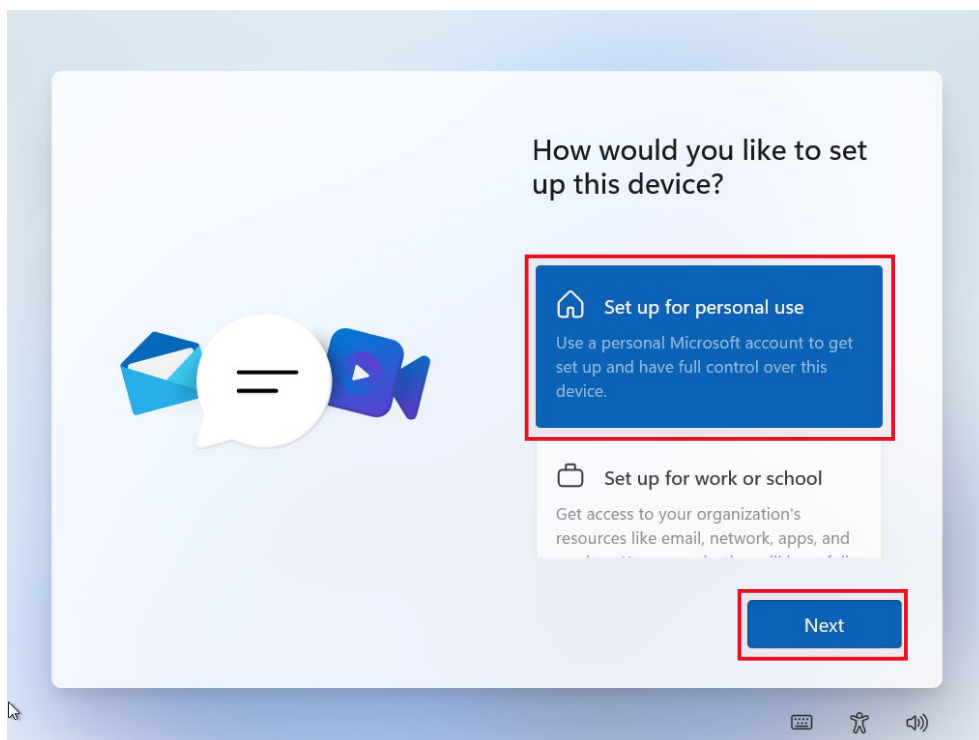 How would you like to set
up this device?
Set up for personal use
Use a personal Microsoft account to get
set up and have full control over this
device.
Set up for work or school
Get access to your organization's
resources like email, network, apps, and
Next